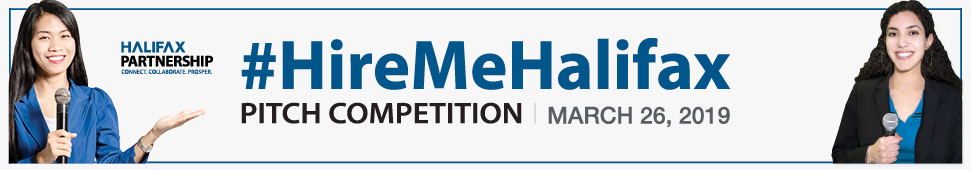 HALIFAX
PARTNERSHIP
CONNECT. COLLABORATE. PROSPER.
#HireMeHalifax
PITCH COMPETITION | MARCH 26, 2019